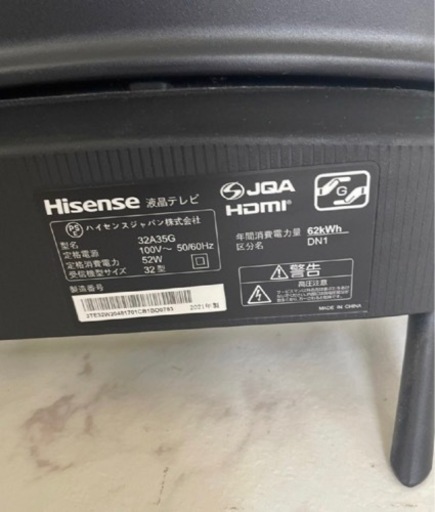 Hisense 液晶テレビ
PS E ハイセンスジャパン株式会社
型名 32A35G
定格電源 100V～ 50/60Hz
定格消費電力 52W
受信機型サイズ 32型
製造番号
2021年製
JQA
HDMI
G
年間消費電力量 62kWh
区分名 DN1
警告
高圧注意
MADE IN CHINA